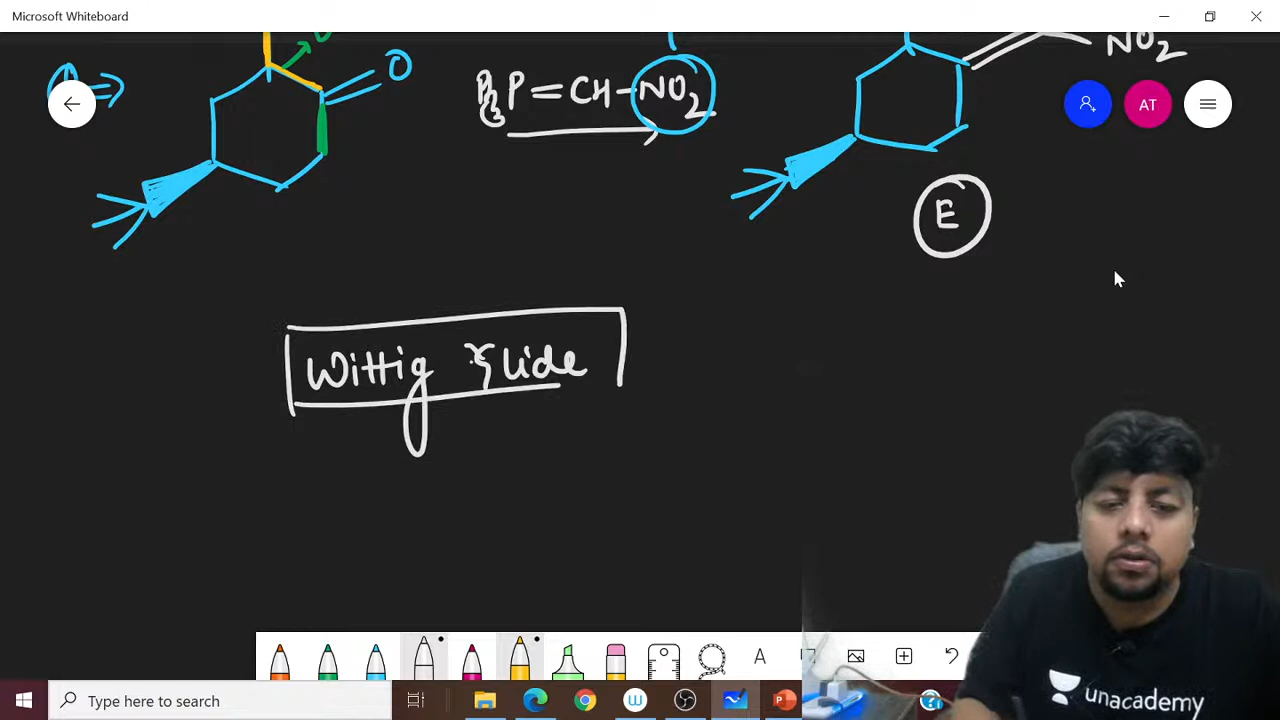 Microsoft Whiteboard
O
NO2
Ph3P=CH-NO2
AT
E
Wittig Ylide
A
Type here to search
W
unacademy